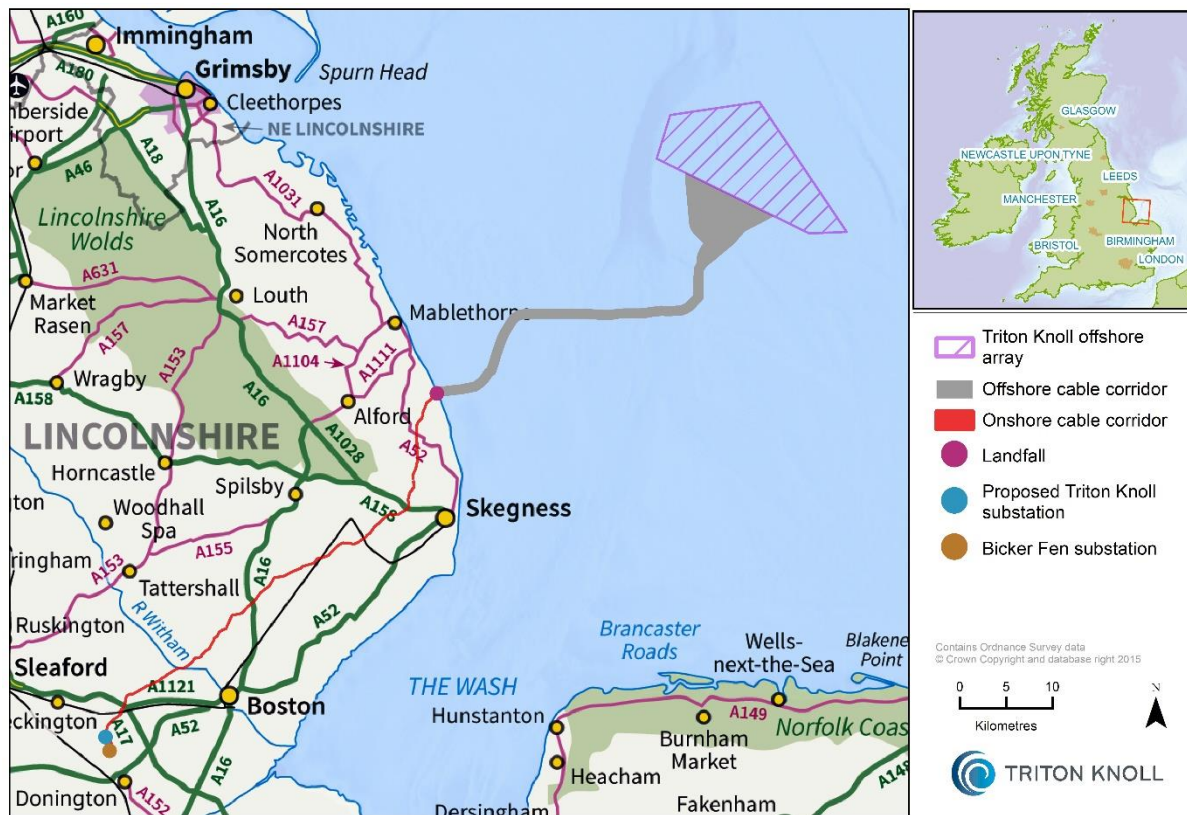 A160
Immingham
A180
Grimsby
Spurn Head
Cleethorpes
NE LINCOLNSHIRE
A18
A46
A16
A1031
Lincolnshire
Wolds
North
Somercotes
A631
Market
Rasen
Louth
Mablethorpe
A157
A157
A153
A1104
A1111
Wragby
A158
A16
Alford
LINCOLNSHIRE
A1028
A52
Horncastle
Spilsby
A158
Skegness
Woodhall
Spa
A155
A153
Tattershall
A16
R Witham
A52
Ruskington
Sleaford
A1121
Boston
A17
A52
A16
Donington
A152
THE WASH
Brancaster
Roads
Wells-
next-the-Sea
Blakene
Point
Hunstanton
A149
Norfolk Coas
Burnham
Market
Heacham
A148
Dersingham
Fakenham
GLASGOW
NEWCASTLE UPON TYNE
LEEDS
MANCHESTER
BIRMINGHAM
BRISTOL
LONDON
Triton Knoll offshore
array
Offshore cable corridor
Onshore cable corridor
Landfall
Proposed Triton Knoll
substation
Bicker Fen substation
Contains Ordnance Survey data
© Crown Copyright and database right 2015
0 5 10
Kilometres
N
TRITON KNOLL